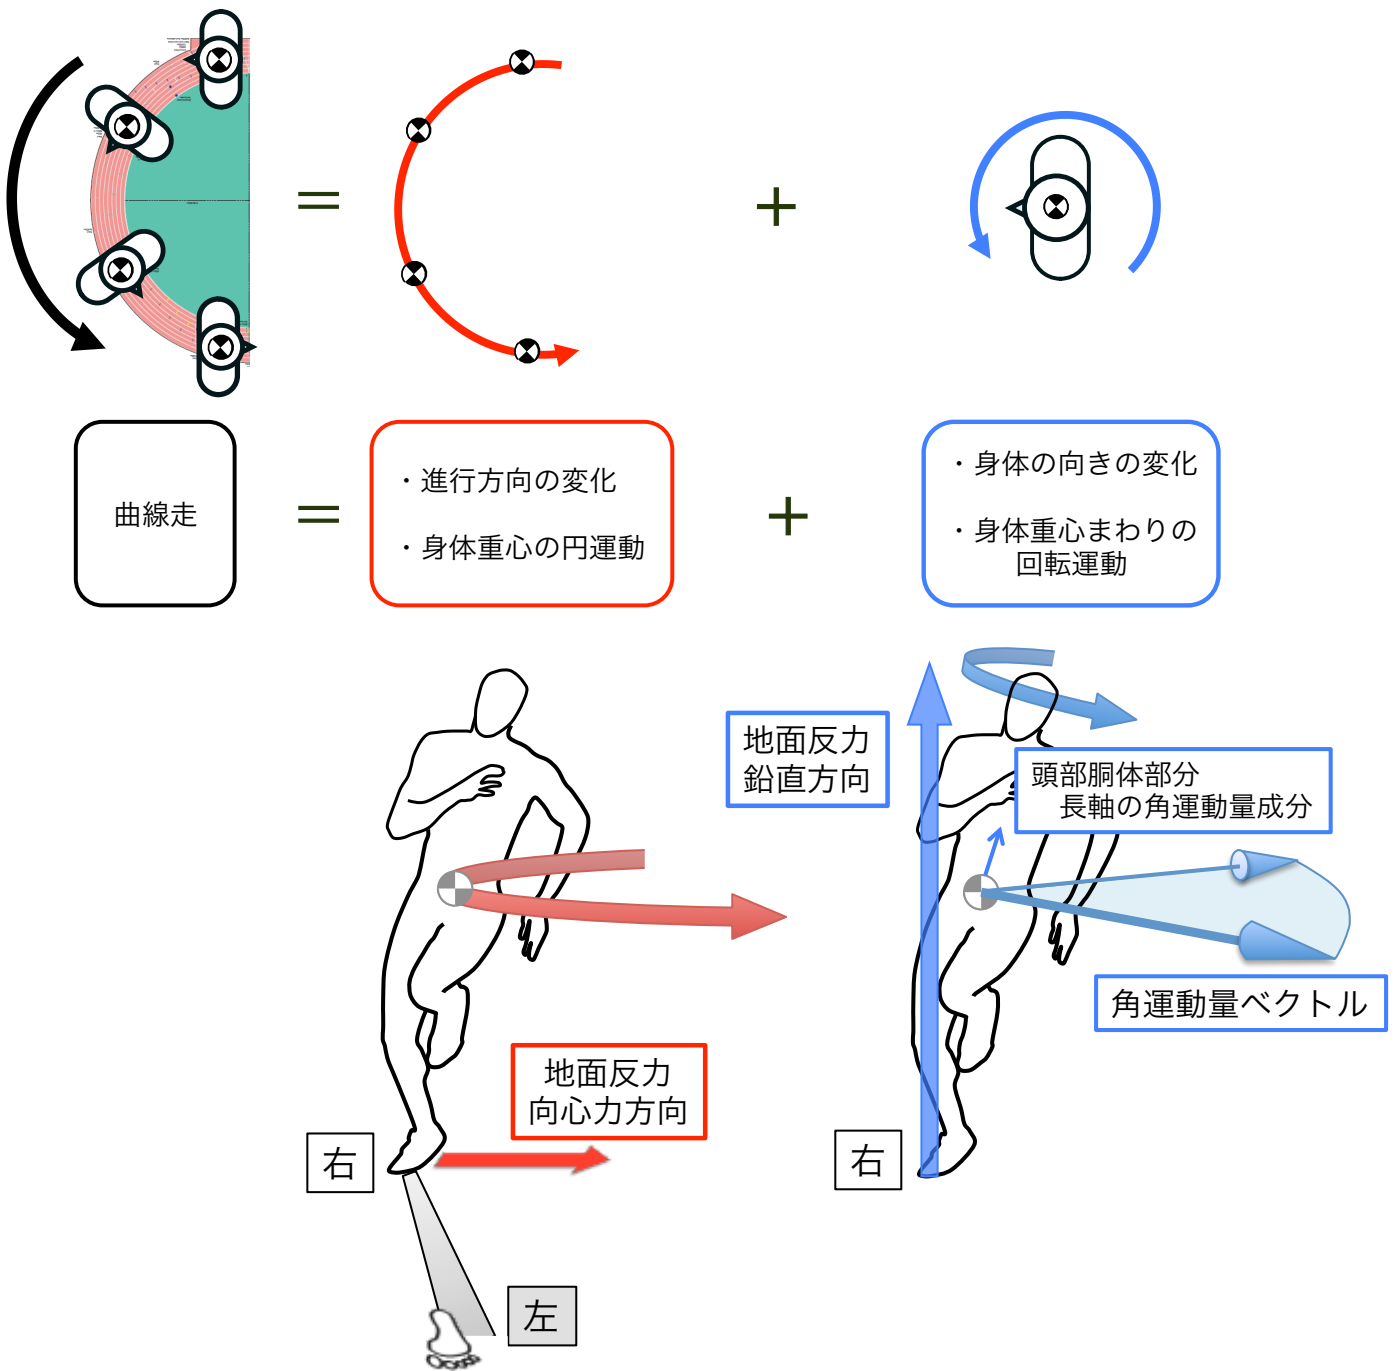 =
+
曲線走
=
・進行方向の変化
・身体重心の円運動
+
・身体の向きの変化
・身体重心まわりの
回転運動
地面反力
鉛直方向
頭部胴体部分
長軸の角運動量成分
角運動量ベクトル
地面反力
向心力方向
右
右
左